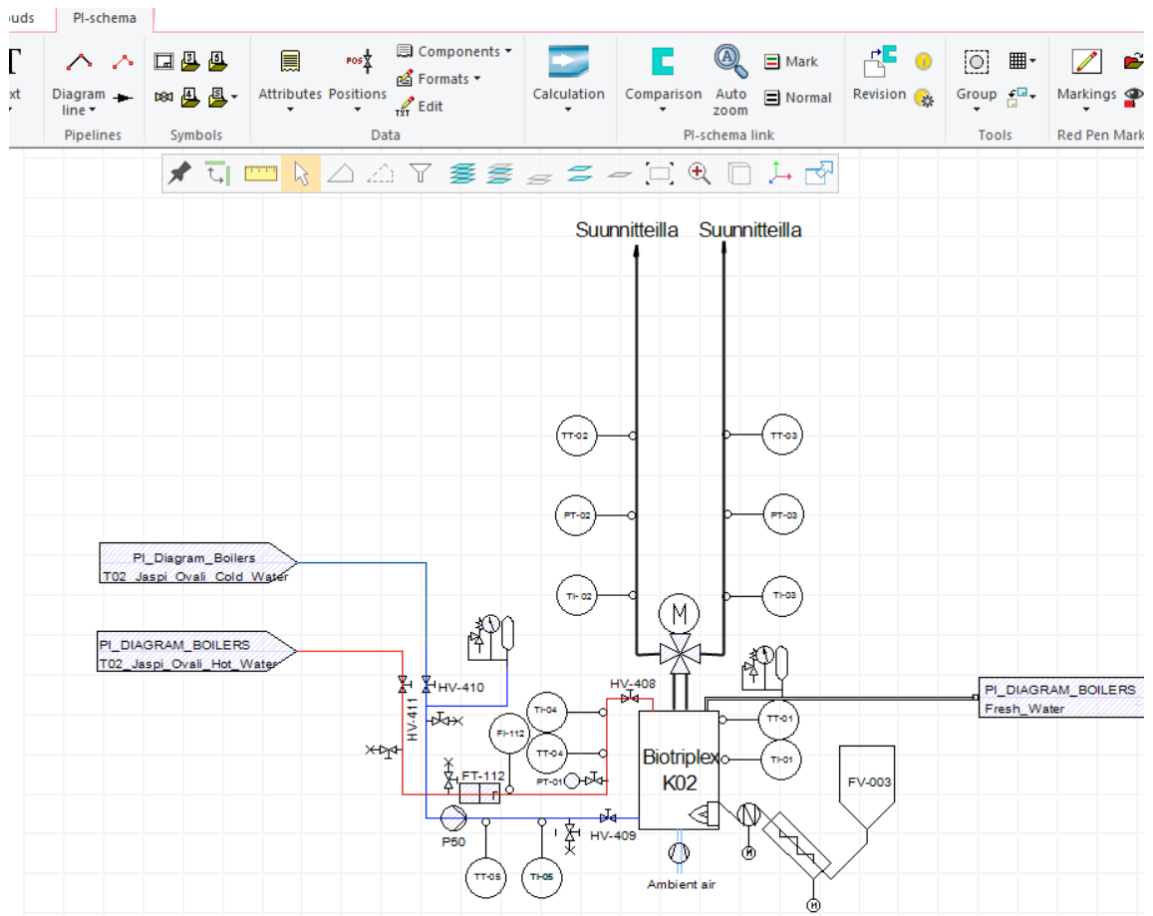 ouds PI-schema
T POS Components
Formats
Edit
TXT
Mark
Normal
xt Diagram line Attributes Positions Calculation Comparison Auto zoom Revision Group Markings
Pipelines Symbols Data PI-schema link Tools Red Pen Mark
Suunnitteilla Suunnitteilla
TT-02 TT-03
PT-02 PT-03
PI_Diagram_Boilers
T02_Jaspi_Ovali_Cold_Water
TI-02 TI-03
M
PI_DIAGRAM_BOILERS
T02_Jaspi_Ovali_Hot_Water
HV-410 HV-408
PI_DIAGRAM_BOILERS
Fresh_Water
HV-411
TI-04
TT-01
FI-112
TT-04
TI-01
Biotriplex
K02
FT-112
PT-01
FV-003
HV-409
P50
M
TT-05 TI-05
Ambient air
M